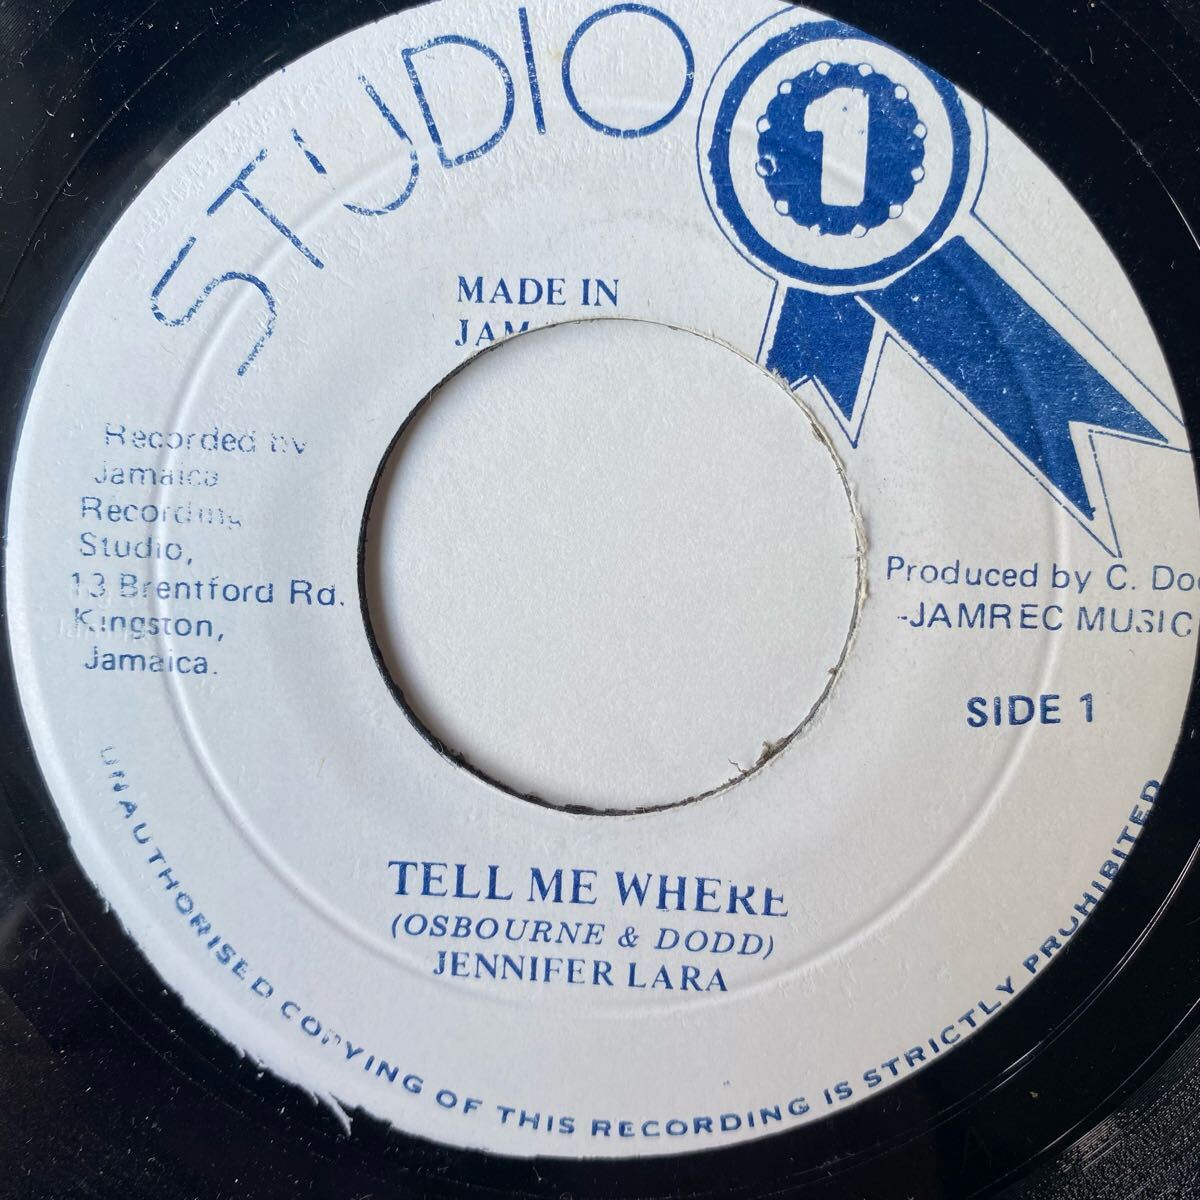 STUDIO
1
MADE IN
JAM
Recorded by
Jamaica
Recording
Studio,
13 Brentford Rd.
Kingston,
Jamaica.
Produced by C. Do
-JAMREC MUSIC
SIDE 1
TELL ME WHERE
(OSBOURNE & DODD)
JENNIFER LARA
UNAUTHORISED COPYING OF THIS RECORDING IS STRICTLY PROHIBITED